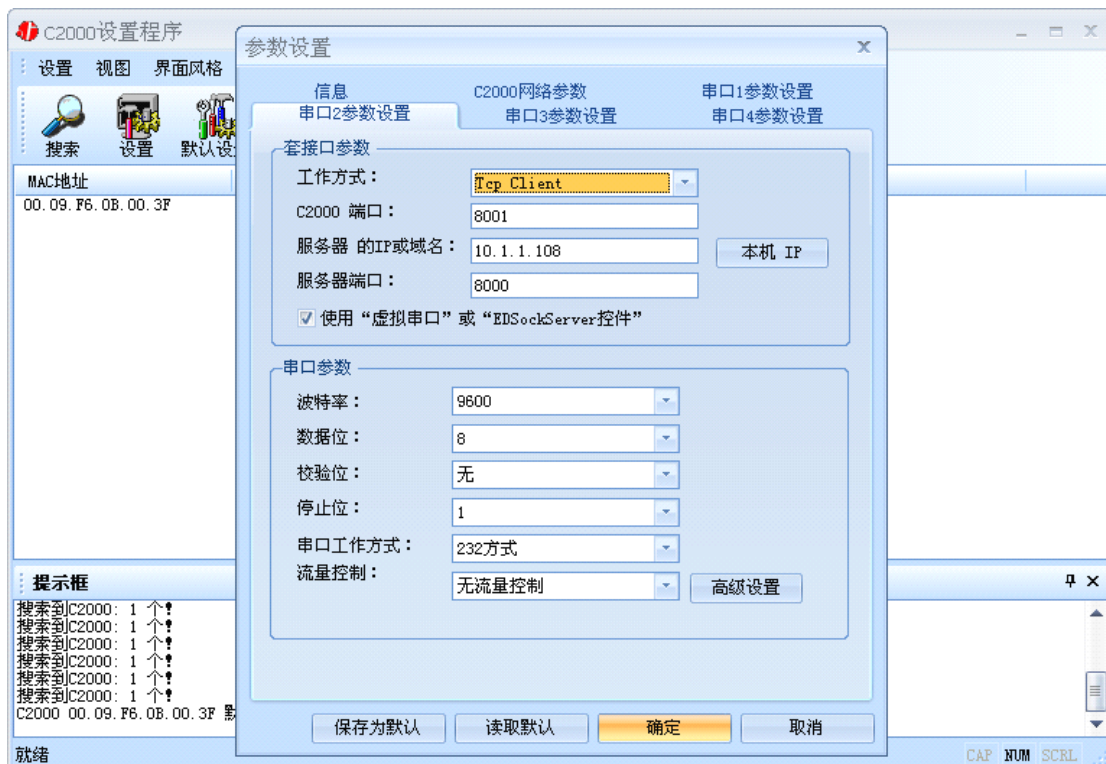 C2000设置程序
设置 视图 界面风格
搜索 设置 默认设
MAC地址
00.09.F6.0B.00.3F
参数设置
信息 C2000网络参数 串口1参数设置
串口2参数设置 串口3参数设置 串口4参数设置
套接口参数
工作方式： Tcp Client
C2000 端口： 8001
服务器 的IP或域名： 10.1.1.108 本机 IP
服务器端口： 8000
使用“虚拟串口”或“EDSockServer控件”
串口参数
波特率： 9600
数据位： 8
校验位： 无
停止位： 1
串口工作方式： 232方式
流量控制： 无流量控制 高级设置
保存为默认 读取默认 确定 取消
提示框
搜索到C2000: 1 个!
搜索到C2000: 1 个!
搜索到C2000: 1 个!
搜索到C2000: 1 个!
搜索到C2000: 1 个!
搜索到C2000: 1 个!
C2000 00.09.F6.0B.00.3F 默
就绪 CAP NUM SCRL